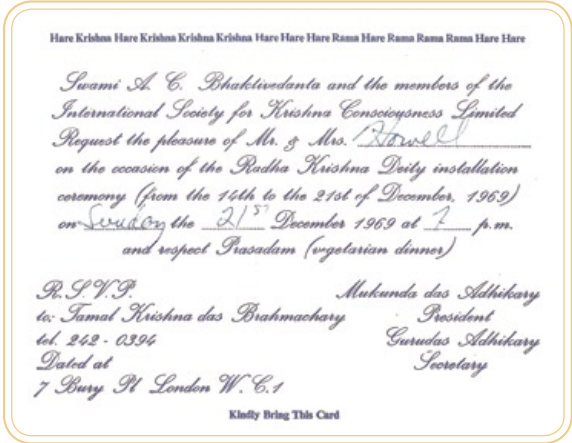 Hare Krishna Hare Krishna Krishna Krishna Hare Hare Hare Rama Hare Rama Rama Rama Hare Hare
Swami A. C. Bhaktivedanta and the members of the
International Society for Krishna Consciousness Limited
Request the pleasure of Mr. & Mrs. Howell
on the occasion of the Radha Krishna Deity installation
ceremony (from the 14th to the 21st of December, 1969)
on Sunday the 21st December 1969 at 7 p.m.
and respect Prasadam (vgetarian dinner)
R.S.V.P.
to: Tamal Krishna das Brahmachary
tel. 242 - 0394
Dated at
7 Bury Pl London W.C.1
Mukunda das Adhikary
President
Gurudas Adhikary
Secretary
Kindly Bring This Card